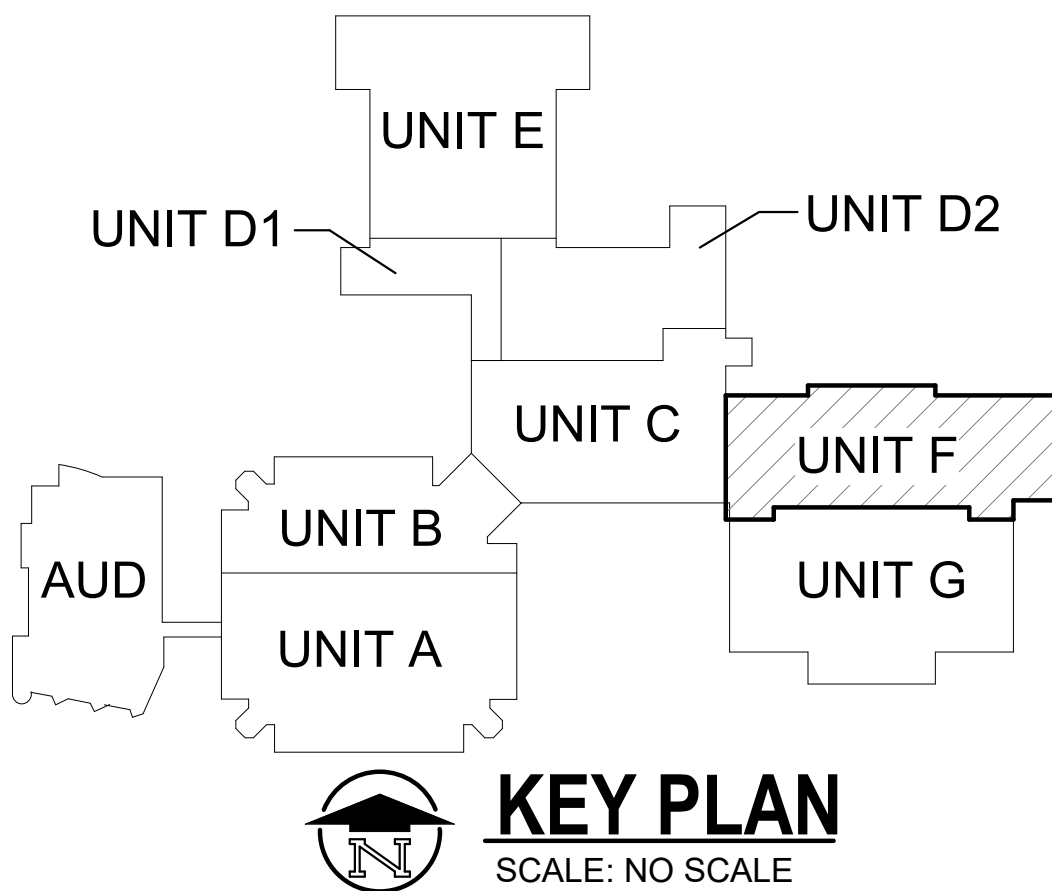 UNIT E
UNIT D1
UNIT D2
UNIT C
UNIT F
UNIT B
AUD
UNIT G
UNIT A
N
KEY PLAN
SCALE: NO SCALE